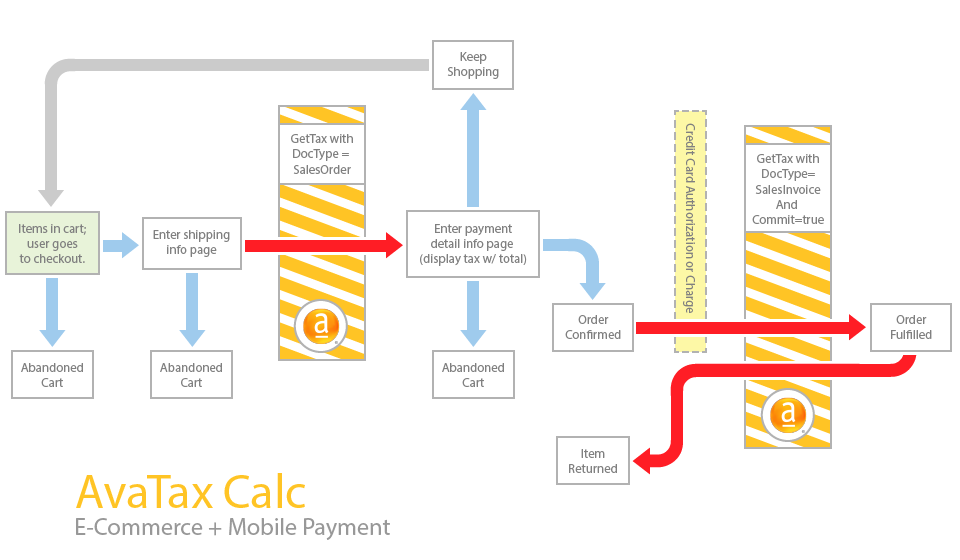 Keep
Shopping
GetTax with
DocType =
SalesOrder
Credit Card Authorization or Charge
GetTax with
DocType=
SalesInvoice
And
Commit=true
Items in cart;
user goes
to checkout.
Enter shipping
info page
Enter payment
detail info page
(display tax w/ total)
Order
Confirmed
Order
Fulfilled
a
Abandoned
Cart
Abandoned
Cart
Abandoned
Cart
a
Item
Returned
AvaTax Calc
E-Commerce + Mobile Payment